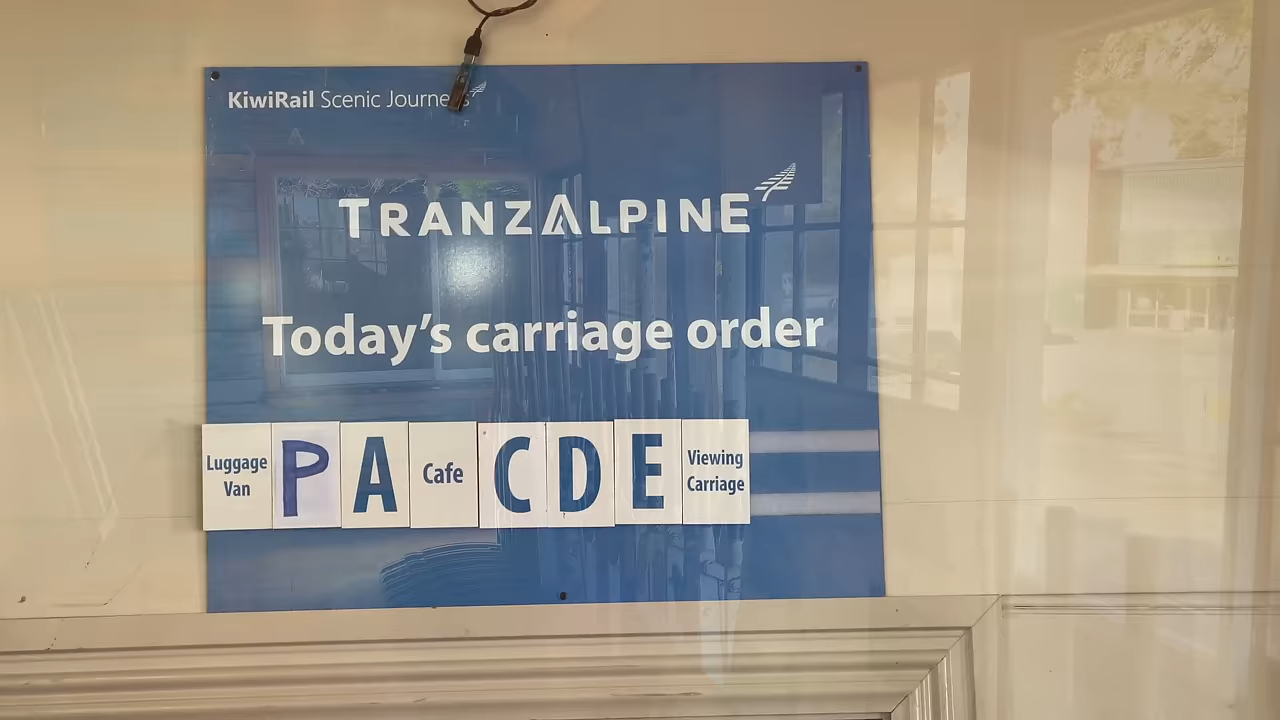 KiwiRail Scenic Journeys
TRANZALPINE
Today's carriage order
Luggage Van P A Cafe C D E Viewing Carriage